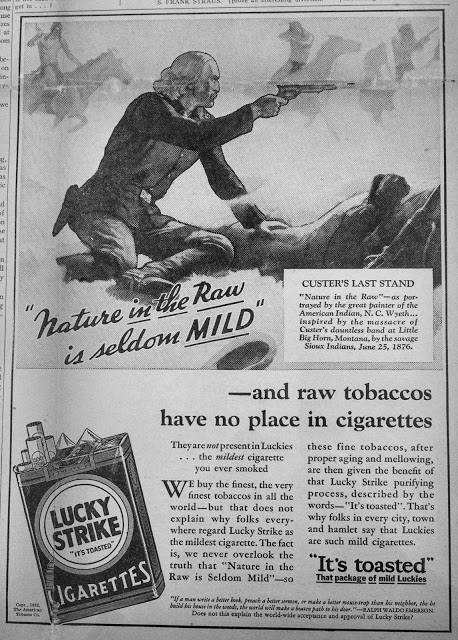 S. FRANK STRAUS.
"Nature in the Raw
is seldom MILD"
CUSTER'S LAST STAND
"Nature in the Raw"—as por-
trayed by the great painter of the
American Indian, N. C. Wyeth...
inspired by the massacre of
Custer's dauntless band at Little
Big Horn, Montana, by the savage
Sioux Indians, June 25, 1876.
—and raw tobaccos
have no place in cigarettes
They are not present in Luckies
. . . the mildest cigarette
you ever smoked
WE buy the finest, the very
finest tobaccos in all the
world—but that does not
explain why folks every-
where regard Lucky Strike as
the mildest cigarette. The fact
is, we never overlook the
truth that "Nature in the
Raw is Seldom Mild"—so
these fine tobaccos, after
proper aging and mellowing,
are then given the benefit of
that Lucky Strike purifying
process, described by the
words—"It's toasted". That's
why folks in every city, town
and hamlet say that Luckies
are such mild cigarettes.
"It's toasted"
That package of mild Luckies
LUCKY
STRIKE
"IT'S TOASTED"
CIGARETTES
Copr., 1932,
The American
Tobacco Co.
"If a man write a better book, preach a better sermon, or make a better mouse-trap than his neighbor, tho he
build his house in the woods, the world will make a beaten path to his door."—RALPH WALDO EMERSON.
Does not this explain the world-wide acceptance and approval of Lucky Strike?